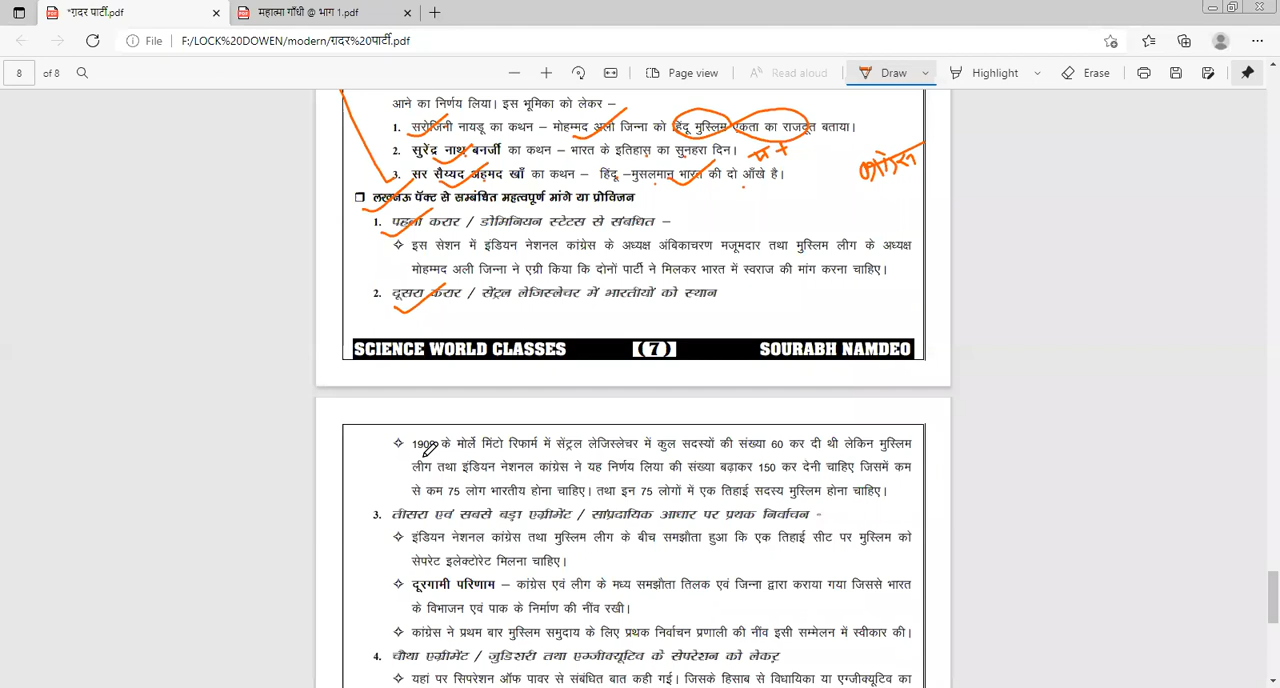 *ग़दर पार्टी.pdf
महात्मा गाँधी @ भाग 1.pdf
File
F:/LOCK%20DOWEN/modern/ग़दर%20पार्टी.pdf
8 of 8
Page view
Read aloud
Draw
Highlight
Erase
आने का निर्णय लिया। इस भूमिका को लेकर –
1. सरोजिनी नायडू का कथन – मोहम्मद अली जिन्ना को हिंदू मुस्लिम एकता का राजदूत बताया।
2. सुरेंद्र नाथ बनर्जी का कथन – भारत के इतिहास का सुनहरा दिन।
3. सर सैय्यद अहमद खाँ का कथन – हिंदू -मुसलमान भारत की दो आँखे है।
❒ लखनऊ पॅक्ट से सम्बंधित महत्वपूर्ण मांगे या प्रोविजन
1. पहला करार / डोमिनियन स्टेटस से संबधित –
✧ इस सेशन में इंडियन नेशनल कांग्रेस के अध्यक्ष अंबिकाचरण मजूमदार तथा मुस्लिम लीग के अध्यक्ष
मोहम्मद अली जिन्ना ने एग्री किया कि दोनों पार्टी ने मिलकर भारत में स्वराज की मांग करना चाहिए।
2. दूसरा करार / सेंट्रल लेजिस्लेचर में भारतीयों को स्थान
SCIENCE WORLD CLASSES (7) SOURABH NAMDEO
✧ 1909 के मोर्ले मिंटो रिफार्म में सेंट्रल लेजिस्लेचर में कुल सदस्यों की संख्या 60 कर दी थी लेकिन मुस्लिम
लीग तथा इंडियन नेशनल कांग्रेस ने यह निर्णय लिया की संख्या बढ़ाकर 150 कर देनी चाहिए जिसमें कम
से कम 75 लोग भारतीय होना चाहिए। तथा इन 75 लोगों में एक तिहाई सदस्य मुस्लिम होना चाहिए।
3. तीसरा एवं सबसे बड़ा एग्रीमेंट / सांप्रदायिक आधार पर प्रथक निर्वाचन -
✧ इंडियन नेशनल कांग्रेस तथा मुस्लिम लीग के बीच समझौता हुआ कि एक तिहाई सीट पर मुस्लिम को
सेपरेट इलेक्टोरेट मिलना चाहिए।
✧ दूरगामी परिणाम – कांग्रेस एवं लीग के मध्य समझौता तिलक एवं जिन्ना द्वारा कराया गया जिससे भारत
के विभाजन एवं पाक के निर्माण की नींव रखी।
✧ कांग्रेस ने प्रथम बार मुस्लिम समुदाय के लिए प्रथक निर्वाचन प्रणाली की नींव इसी सम्मेलन में स्वीकार की।
4. चौथा एग्रीमेंट / जुडिशरी तथा एग्जीक्यूटिव के सेपरेशन को लेकर
✧ यहां पर सिपरेशन ऑफ पावर से संबंधित बात कही गई। जिसके हिसाब से विधायिका या एग्जीक्यूटिव का